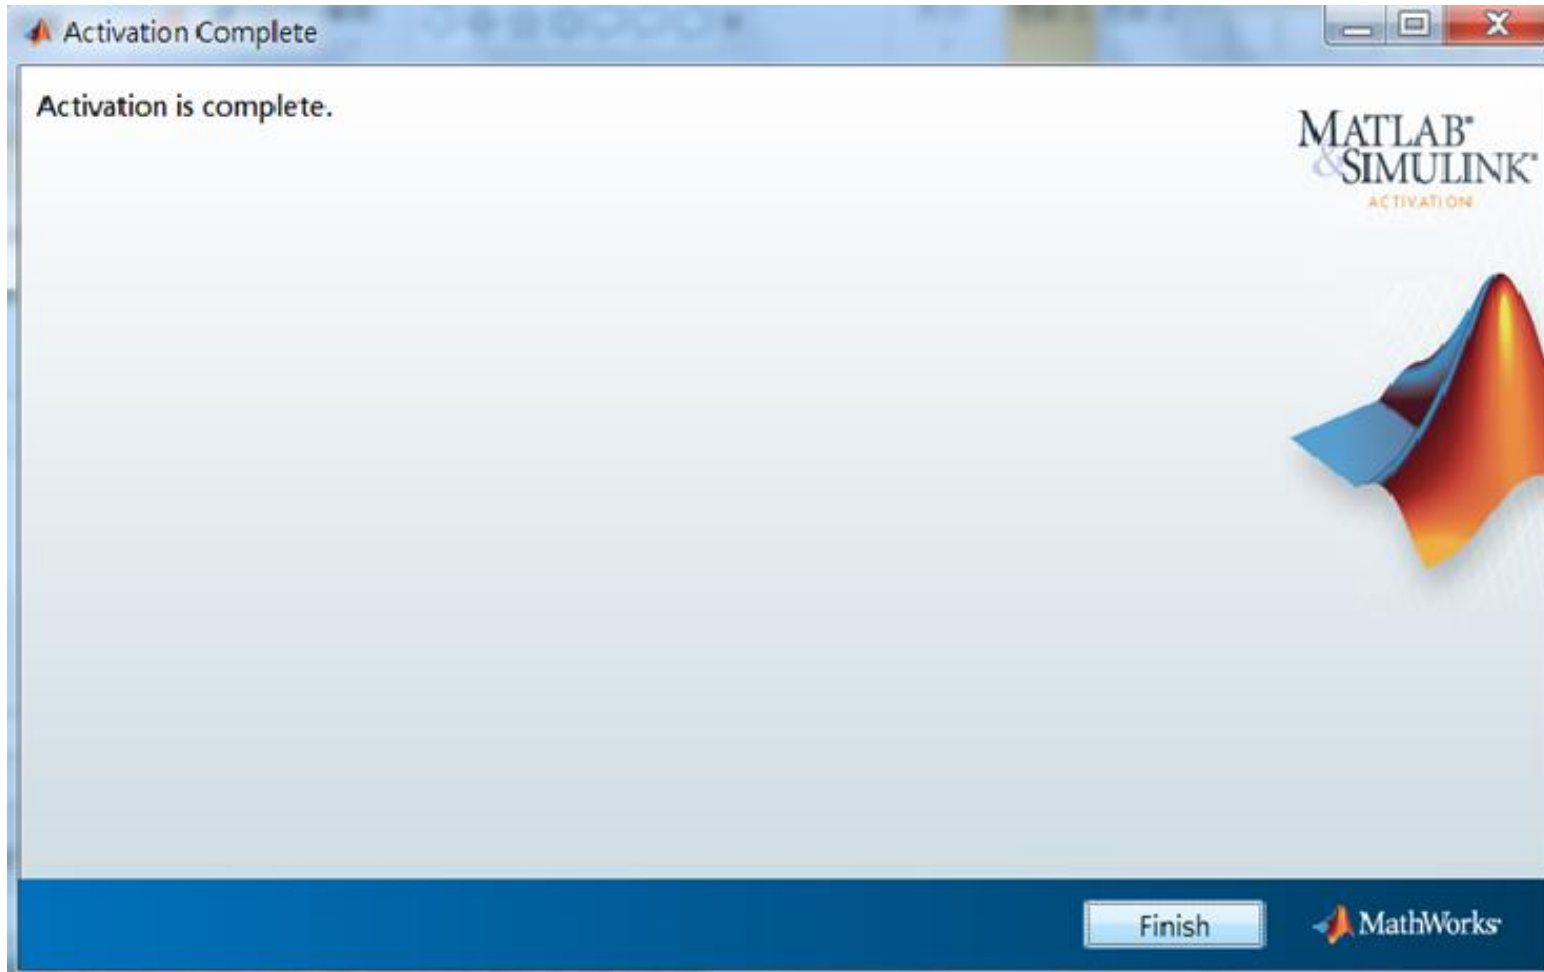 Activation Complete
Activation is complete.
MATLAB®
&SIMULINK®
ACTIVATION
Finish
MathWorks®